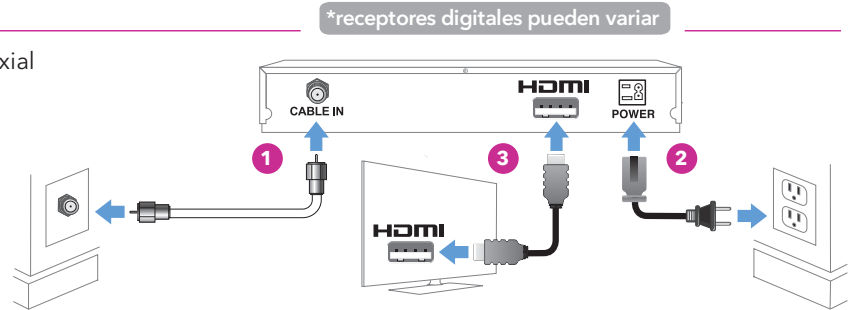 *receptores digitales pueden variar
xial
CABLE IN
HDMI
POWER
1
3
2
HDMI